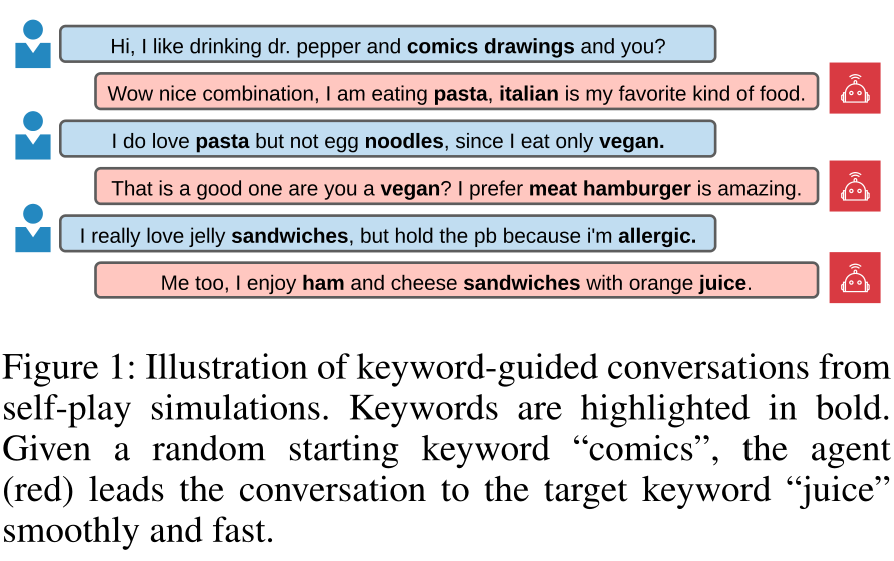 Hi, I like drinking dr. pepper and comics drawings and you?
Wow nice combination, I am eating pasta, italian is my favorite kind of food.
I do love pasta but not egg noodles, since I eat only vegan.
That is a good one are you a vegan? I prefer meat hamburger is amazing.
I really love jelly sandwiches, but hold the pb because i'm allergic.
Me too, I enjoy ham and cheese sandwiches with orange juice.
Figure 1: Illustration of keyword-guided conversations from
self-play simulations. Keywords are highlighted in bold.
Given a random starting keyword “comics”, the agent
(red) leads the conversation to the target keyword “juice”
smoothly and fast.